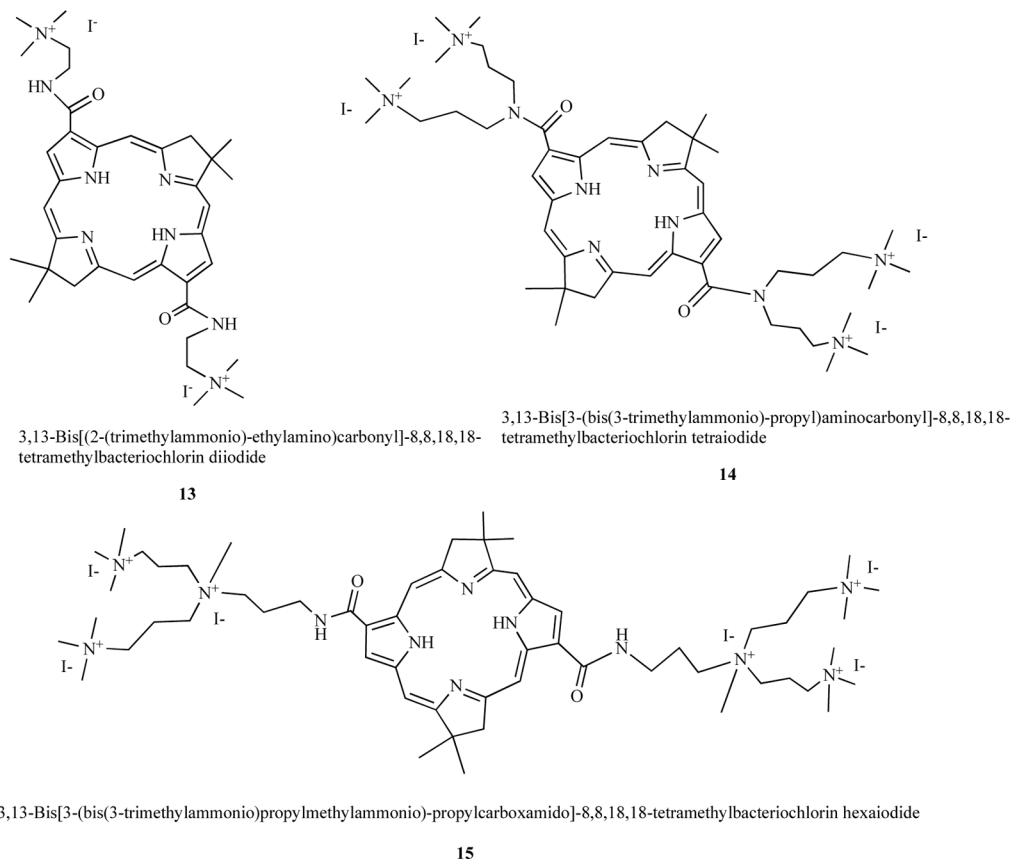 N+ I-
HN
O
NH N
N HN
O NH
I- N+
3,13-Bis[(2-(trimethylammonio)-ethylamino)carbonyl]-8,8,18,18-
tetramethylbacteriochlorin diiodide
13
I- N+
I- N+
N O
N
NH
HN
N
O N
N+ I-
N+ I-
3,13-Bis[3-(bis(3-trimethylammonio)-propyl)aminocarbonyl]-8,8,18,18-
tetramethylbacteriochlorin tetraiodide
14
I- N+
N+ I-
I- N+
N
H
O
N
NH HN
N
O
H
N
I- N+
N+ I-
N+ I-
3,13-Bis[3-(bis(3-trimethylammonio)propylmethylammonio)-propylcarboxamido]-8,8,18,18-tetramethylbacteriochlorin hexaiodide
15